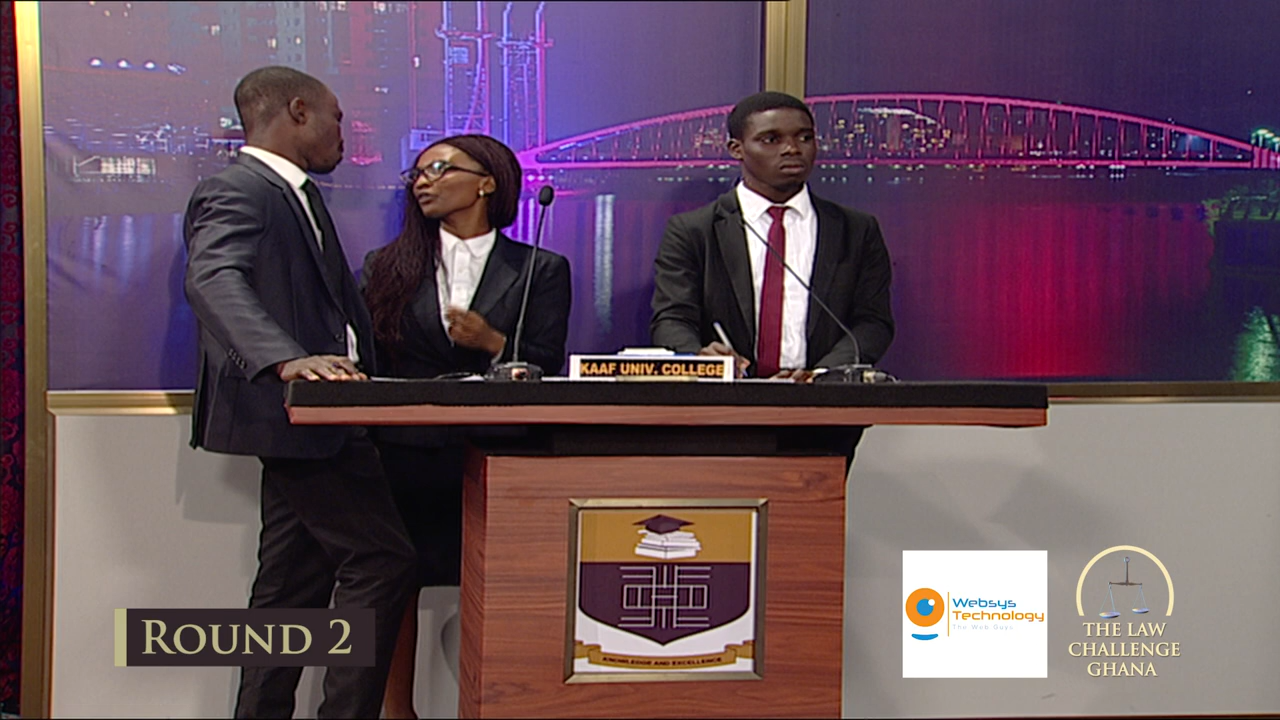 KAAF UNIV. COLLEGE
KNOWLEDGE AND EXCELLENCE
ROUND 2
Websys
Technology
The Web Guys
THE LAW
CHALLENGE
GHANA